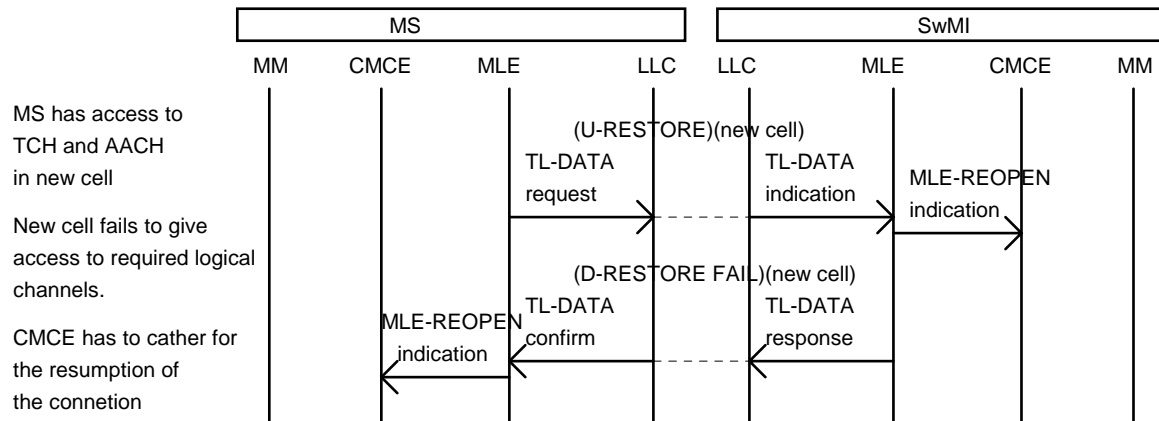 MS SwMI
MM CMCE MLE LLC LLC MLE CMCE MM
MS has access to
TCH and AACH
in new cell
(U-RESTORE)(new cell)
TL-DATA
request
TL-DATA
indication
MLE-REOPEN
indication
New cell fails to give
access to required logical
channels.
(D-RESTORE FAIL)(new cell)
CMCE has to cather for
the resumption of
the connetion
MLE-REOPEN
indication
TL-DATA
confirm
TL-DATA
response